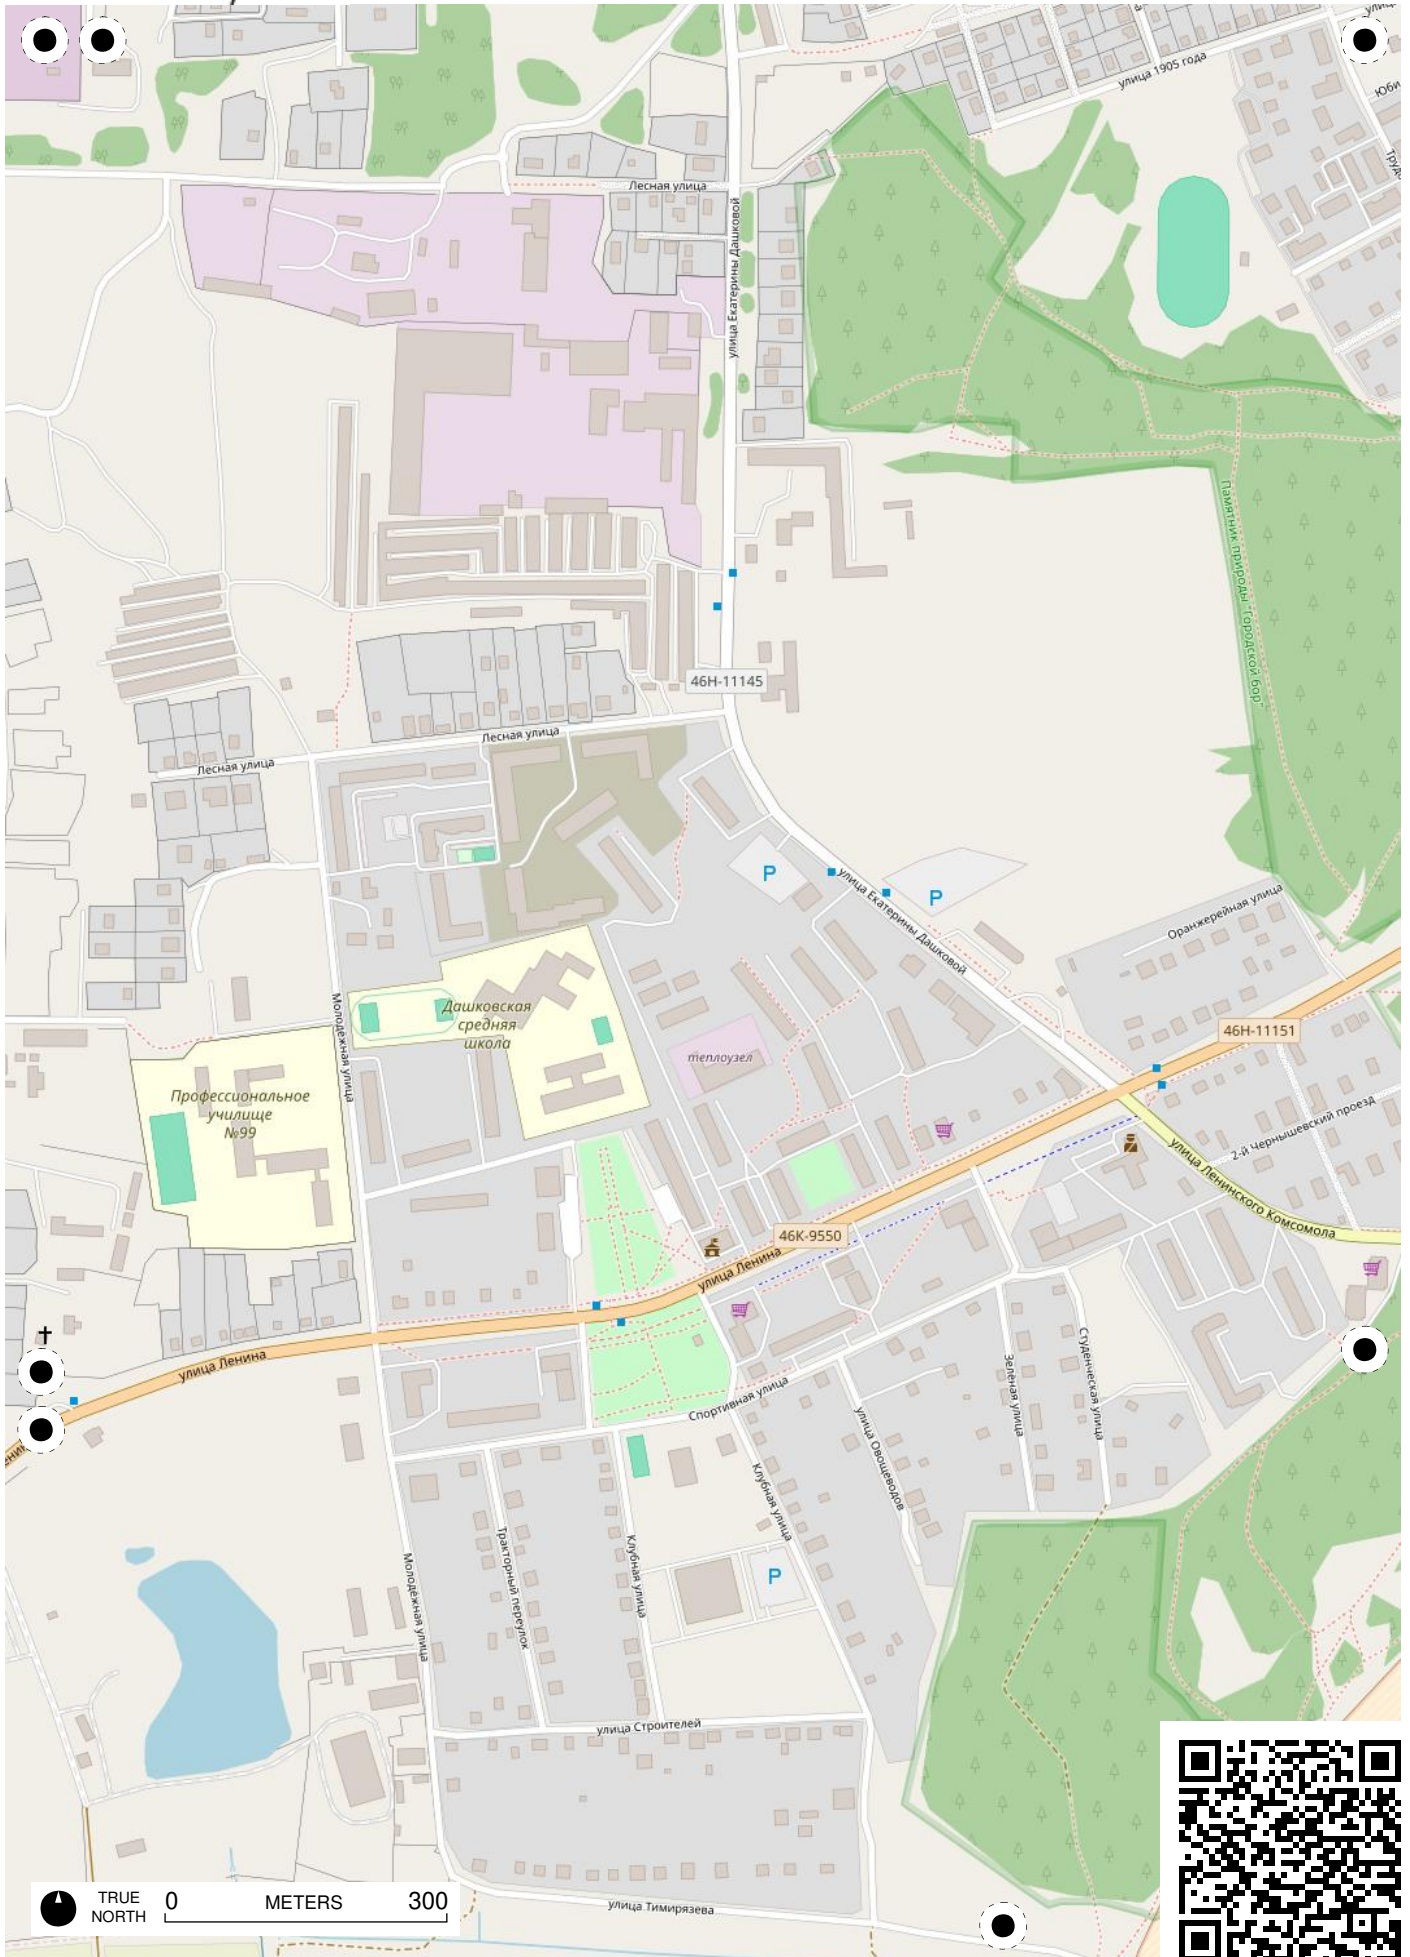 улица 1905 года
Лесная улица
улица Екатерины Дашковой
Памятник природы "Городской бор"
46Н-11145
Лесная улица
Лесная улица
P
P
улица Екатерины Дашковой
Оранжерейная улица
Молодёжная улица
Дашковская
средняя
школа
46Н-11151
теплоузел
Профессиональное
училище
№99
2-й Чернышевский проезд
улица Ленинского Комсомола
46К-9550
улица Ленина
улица Ленина
Зелёная улица
Студенческая улица
Спортивная улица
улица Овощеводов
Клубная улица
Тракторный переулок
Клубная улица
P
Молодёжная улица
улица Строителей
TRUE
NORTH
0 METERS 300
улица Тимирязева